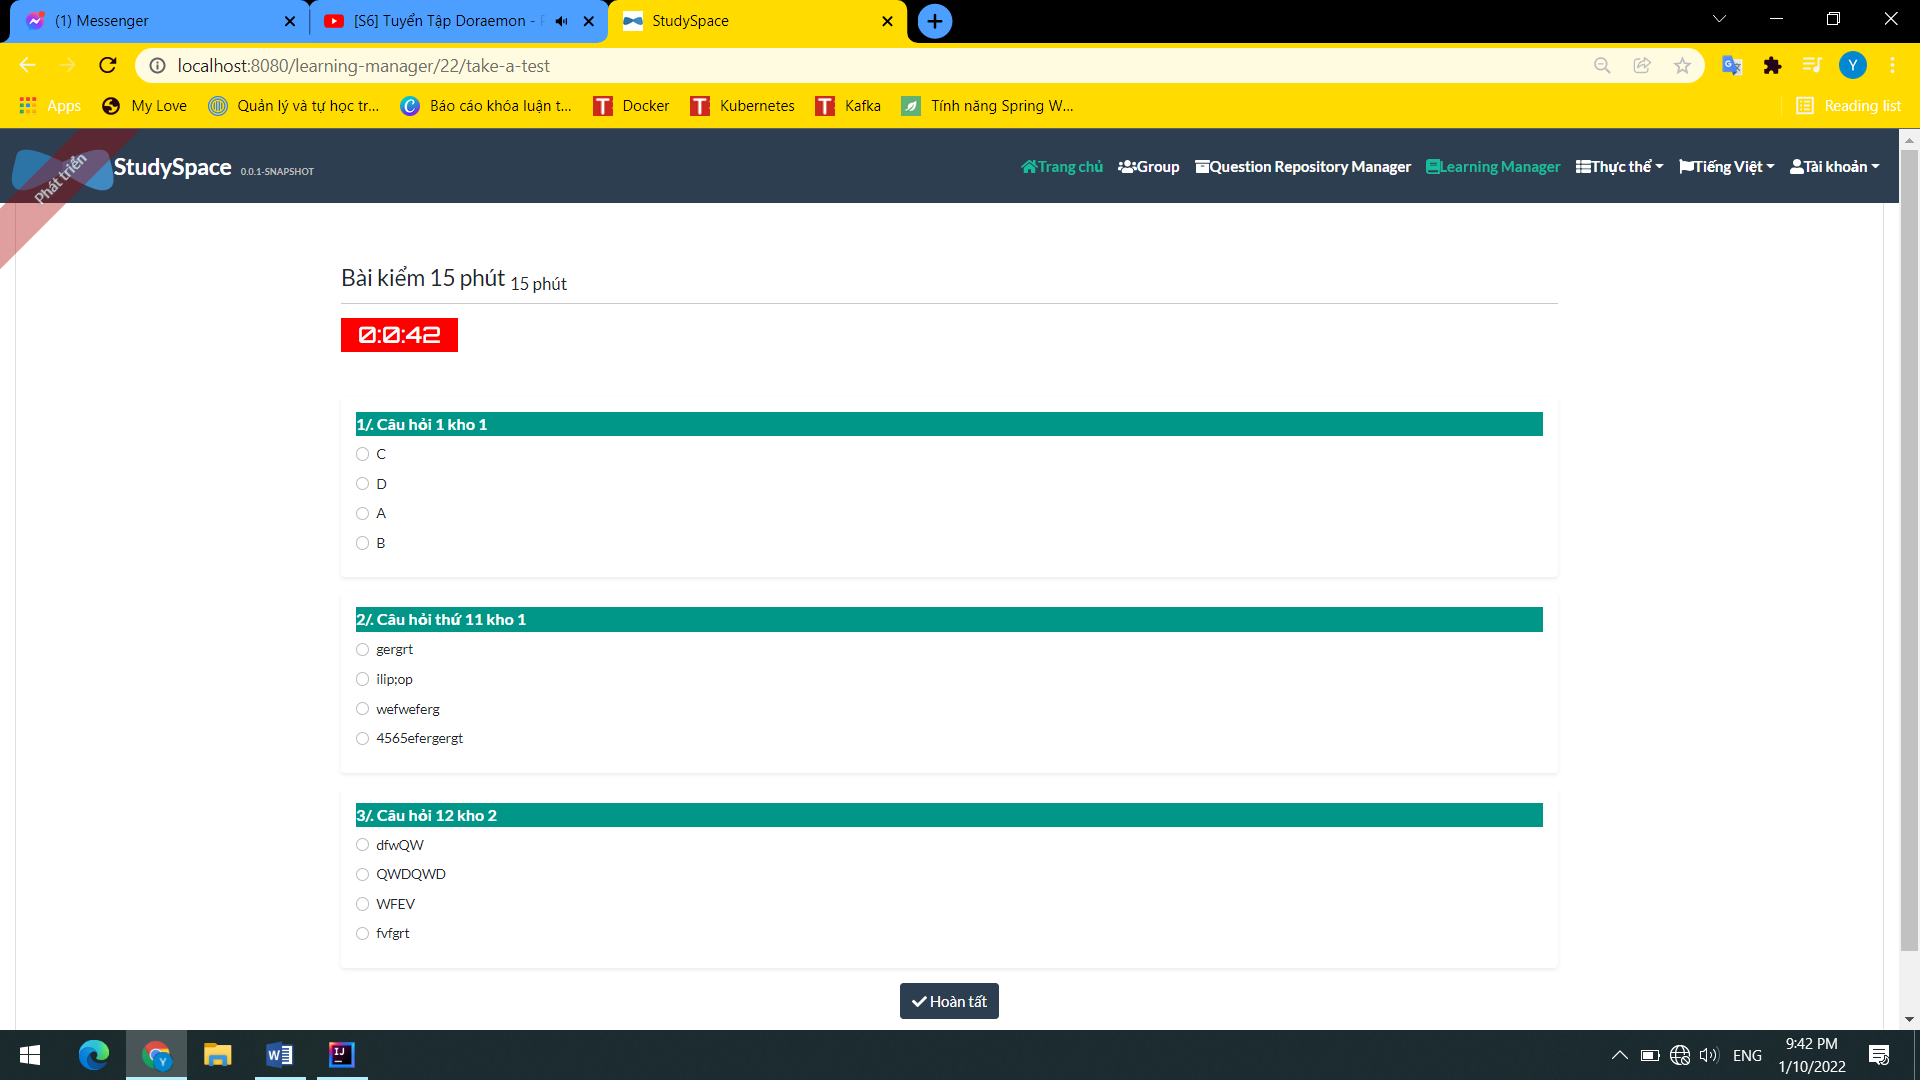 (1) Messenger
[S6] Tuyển Tập Doraemon -
StudySpace
localhost:8080/learning-manager/22/take-a-test
Apps
My Love
Quản lý và tự học tr...
Báo cáo khóa luận t...
Docker
Kubernetes
Kafka
Tính năng Spring W...
Reading list
Phát triển
StudySpace 0.0.1-SNAPSHOT
Trang chủ
Group
Question Repository Manager
Learning Manager
Thực thể
Tiếng Việt
Tài khoản
Bài kiểm 15 phút 15 phút
0:0:42
1/. Câu hỏi 1 kho 1
C
D
A
B
2/. Câu hỏi thứ 11 kho 1
gergrt
ilip;op
wefweferg
4565efergergt
3/. Câu hỏi 12 kho 2
dfwQW
QWDQWD
WFEV
fvfgrt
Hoàn tất
ENG
9:42 PM
1/10/2022